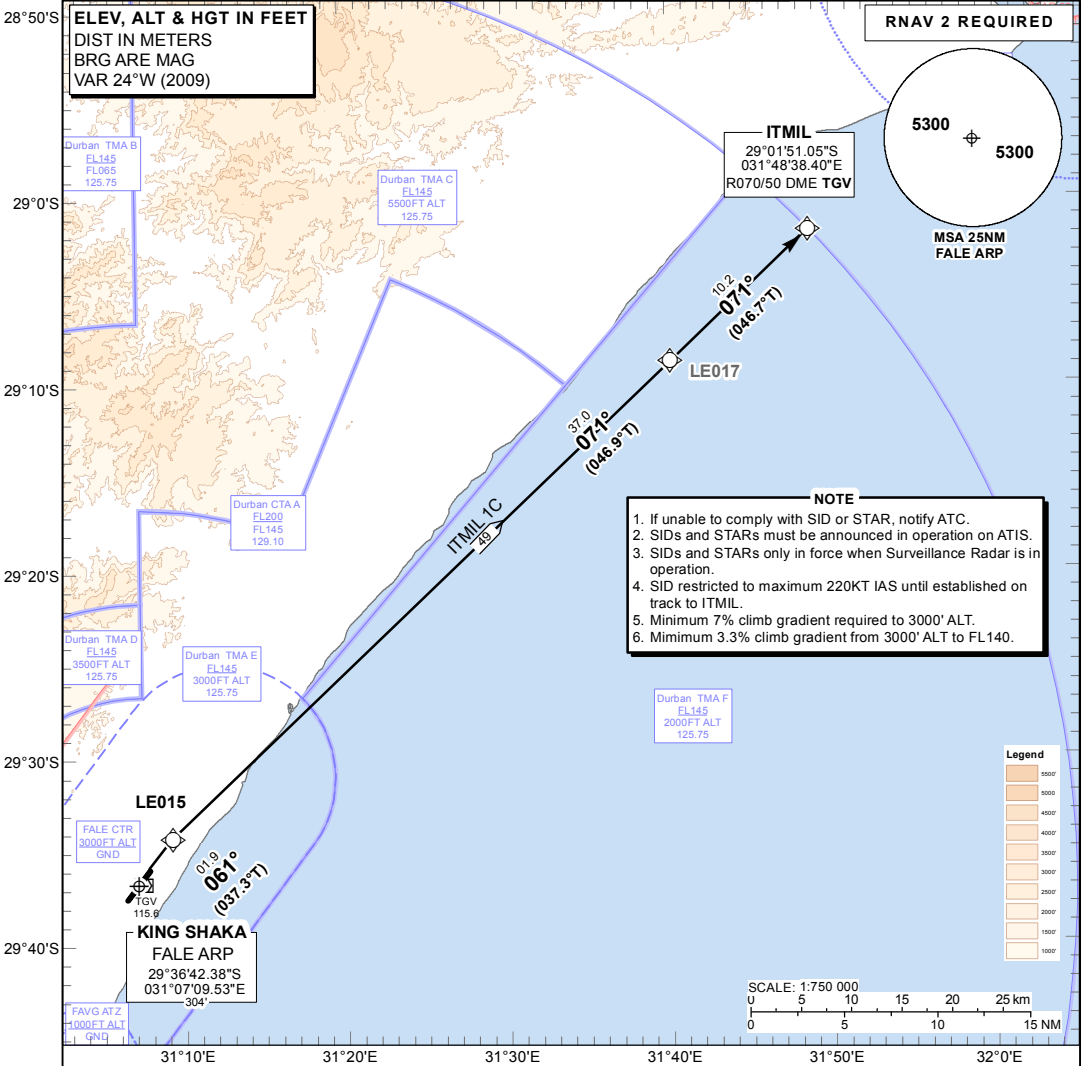 28°50'S
29°0'S
29°10'S
29°20'S
29°30'S
29°40'S
ELEV, ALT & HGT IN FEET
DIST IN METERS
BRG ARE MAG
VAR 24°W (2009)
RNAV 2 REQUIRED
5300
5300
MSA 25NM
FALE ARP
ITMIL
29°01'51.05"S
031°48'38.40"E
R070/50 DME TGV
Durban TMA B
FL145
FL065
125.75
Durban TMA C
FL145
5500FT ALT
125.75
10.2
071°
(046.7°T)
LE017
37.0
071°
(046.9°T)
ITMIL 1C
49
Durban CTA A
FL200
FL145
129.10
NOTE
1. If unable to comply with SID or STAR, notify ATC.
2. SIDs and STARs must be announced in operation on ATIS.
3. SIDs and STARs only in force when Surveillance Radar is in
operation.
4. SID restricted to maximum 220KT IAS until established on
track to ITMIL.
5. Minimum 7% climb gradient required to 3000' ALT.
6. Mimimum 3.3% climb gradient from 3000' ALT to FL140.
Durban TMA D
FL145
3500FT ALT
125.75
Durban TMA E
FL145
3000FT ALT
125.75
Durban TMA F
FL145
2000FT ALT
125.75
LE015
FALE CTR
3000FT ALT
GND
01.9
061°
(037.3°T)
TGV
115.6
KING SHAKA
FALE ARP
29°36'42.38"S
031°07'09.53"E
304'
FAVG ATZ
1000FT ALT
GND
Legend
5500'
5000
4500'
4000'
3500'
3000'
2500'
2000'
1500'
1000'
SCALE: 1:750 000
0 5 10 15 20 25 km
0 5 10 15 NM
31°10'E
31°20'E
31°30'E
31°40'E
31°50'E
32°0'E